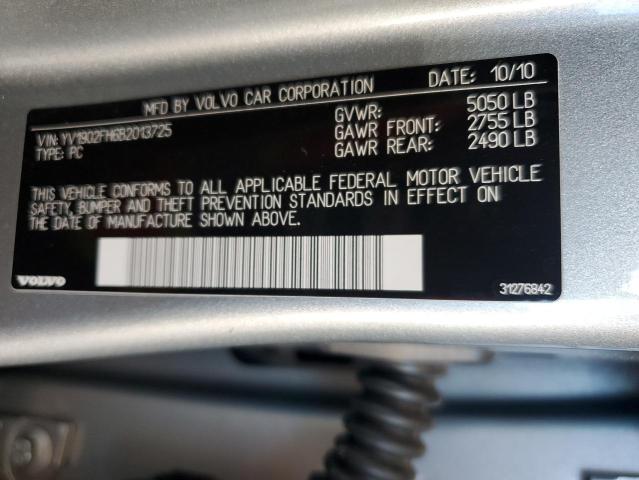 MFD BY VOLVO CAR CORPORATION DATE: 10/10
VIN: YV1902FH6B2013725
TYPE: PC
GVWR: 5050 LB
GAWR FRONT: 2755 LB
GAWR REAR: 2490 LB
THIS VEHICLE CONFORMS TO ALL APPLICABLE FEDERAL MOTOR VEHICLE
SAFETY, BUMPER AND THEFT PREVENTION STANDARDS IN EFFECT ON
THE DATE OF MANUFACTURE SHOWN ABOVE.
VOLVO
31276842